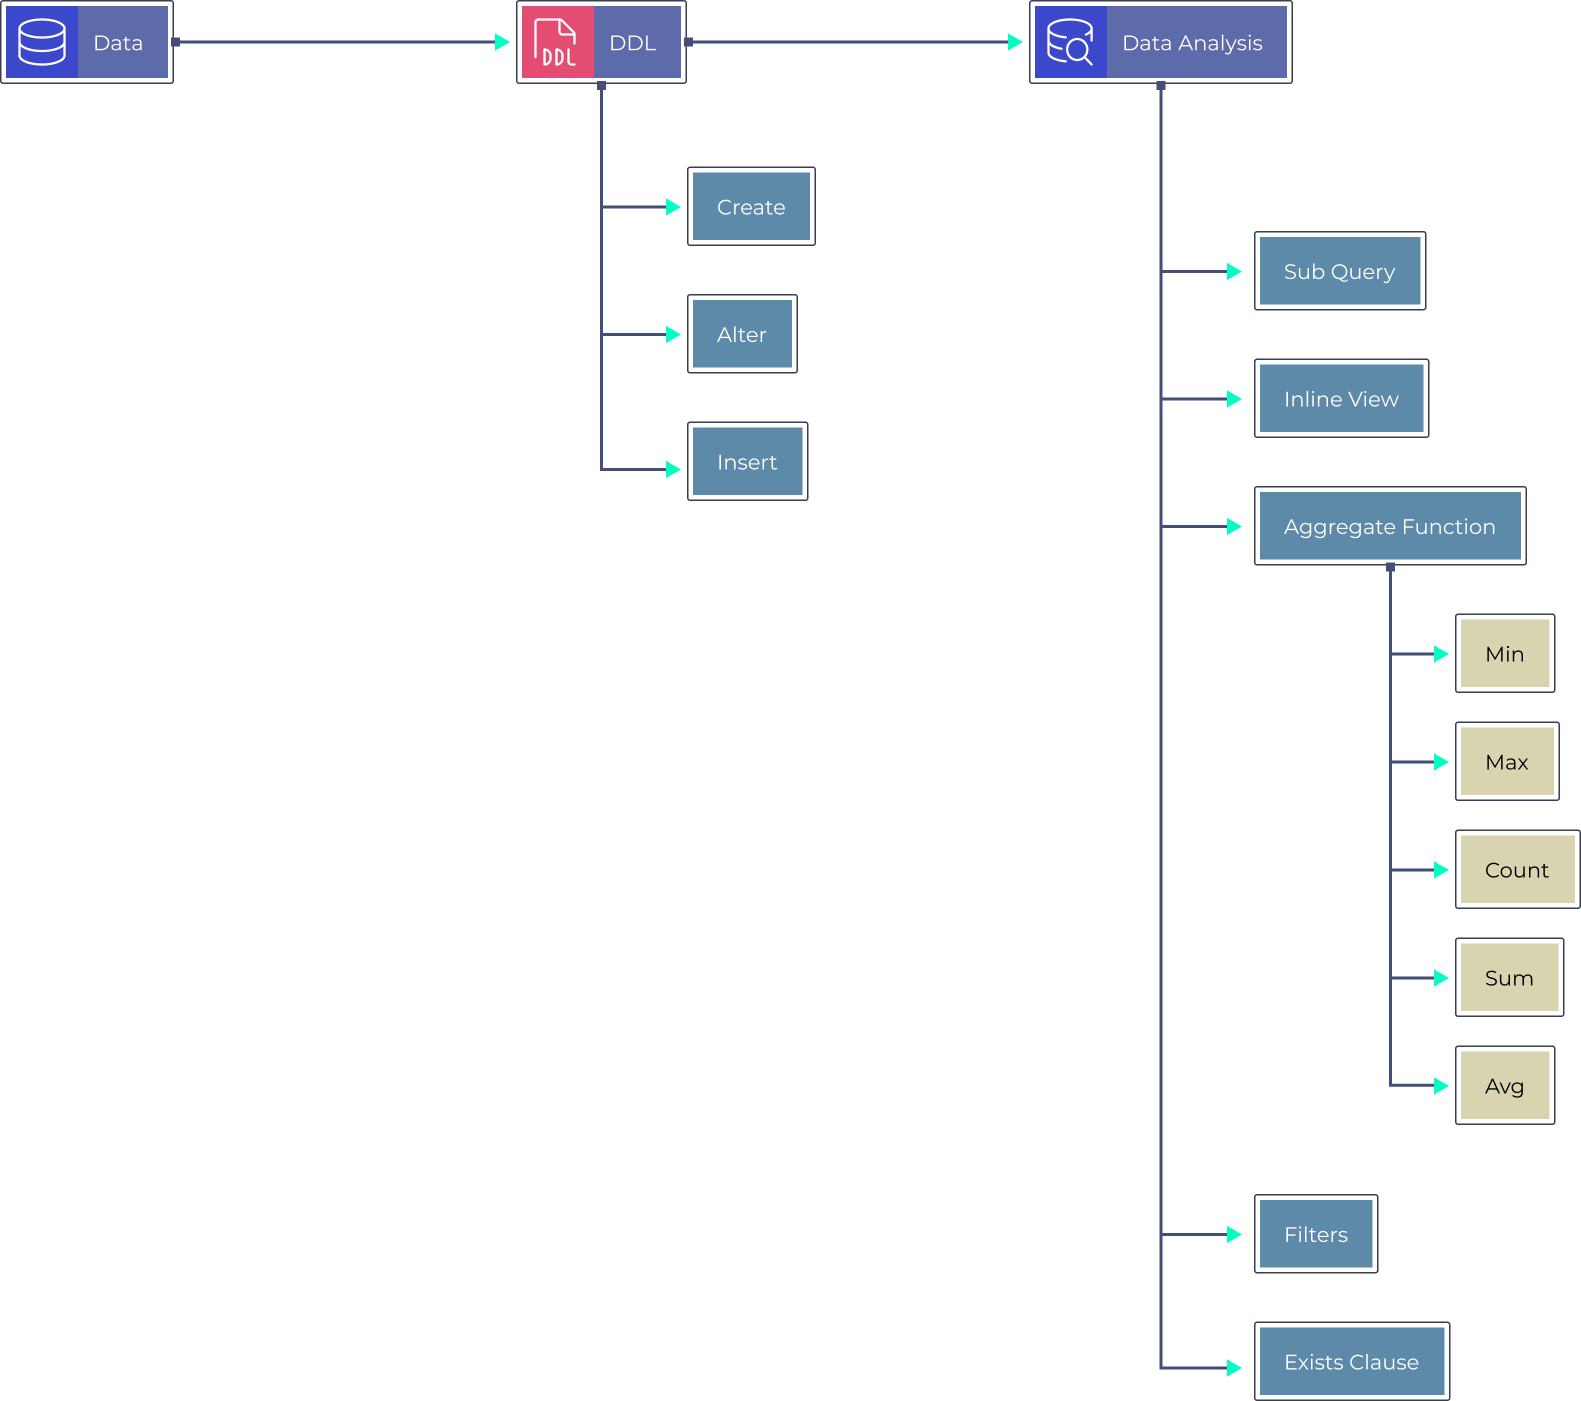 Data
DDL
DDL
Data Analysis
Create
Alter
Insert
Sub Query
Inline View
Aggregate Function
Min
Max
Count
Sum
Avg
Filters
Exists Clause